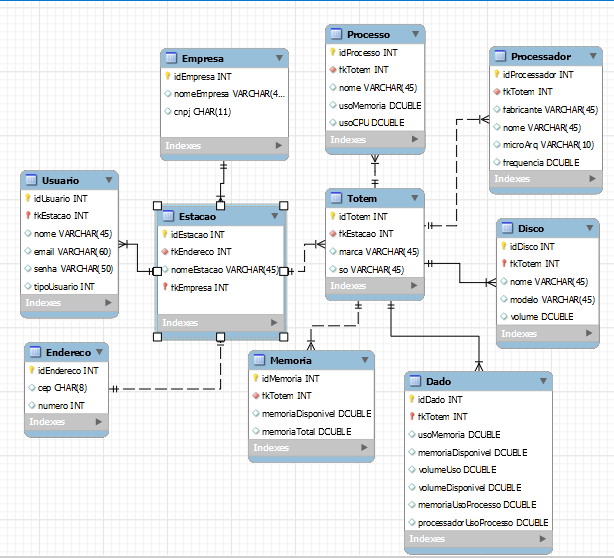 Processo
idProcesso INT
fkTotem INT
nome VARCHAR(45)
usoMemoria DOUBLE
usoCPU DOUBLE
Indexes
Processador
idProcessador INT
fkTotem INT
fabricante VARCHAR(45)
nome VARCHAR(45)
microArq VARCHAR(10)
frequencia DOUBLE
Indexes
Empresa
idEmpresa INT
nomeEmpresa VARCHAR(4...
cnpj CHAR(11)
Indexes
Usuario
idUsuario INT
fkEstacao INT
nome VARCHAR(45)
email VARCHAR(60)
senha VARCHAR(50)
tipoUsuario INT
Indexes
Estacao
idEstacao INT
fkEndereco INT
nomeEstacao VARCHAR(45)
fkEmpresa INT
Indexes
Totem
idTotem INT
fkEstacao INT
marca VARCHAR(45)
so VARCHAR(45)
Indexes
Disco
idDisco INT
fkTotem INT
nome VARCHAR(45)
modelo VARCHAR(45)
volume DOUBLE
Indexes
Endereco
idEndereco INT
cep CHAR(8)
numero INT
Indexes
Memoria
idMemoria INT
fkTotem INT
memoriaDisponivel DOUBLE
memoriaTotal DOUBLE
Indexes
Dado
idDado INT
fkTotem INT
usoMemoria DOUBLE
memoriaDisponivel DOUBLE
volumeUso DOUBLE
volumeDisponivel DOUBLE
memoriaUsoProcesso DOUBLE
processadorUsoProcesso DOUBLE
Indexes